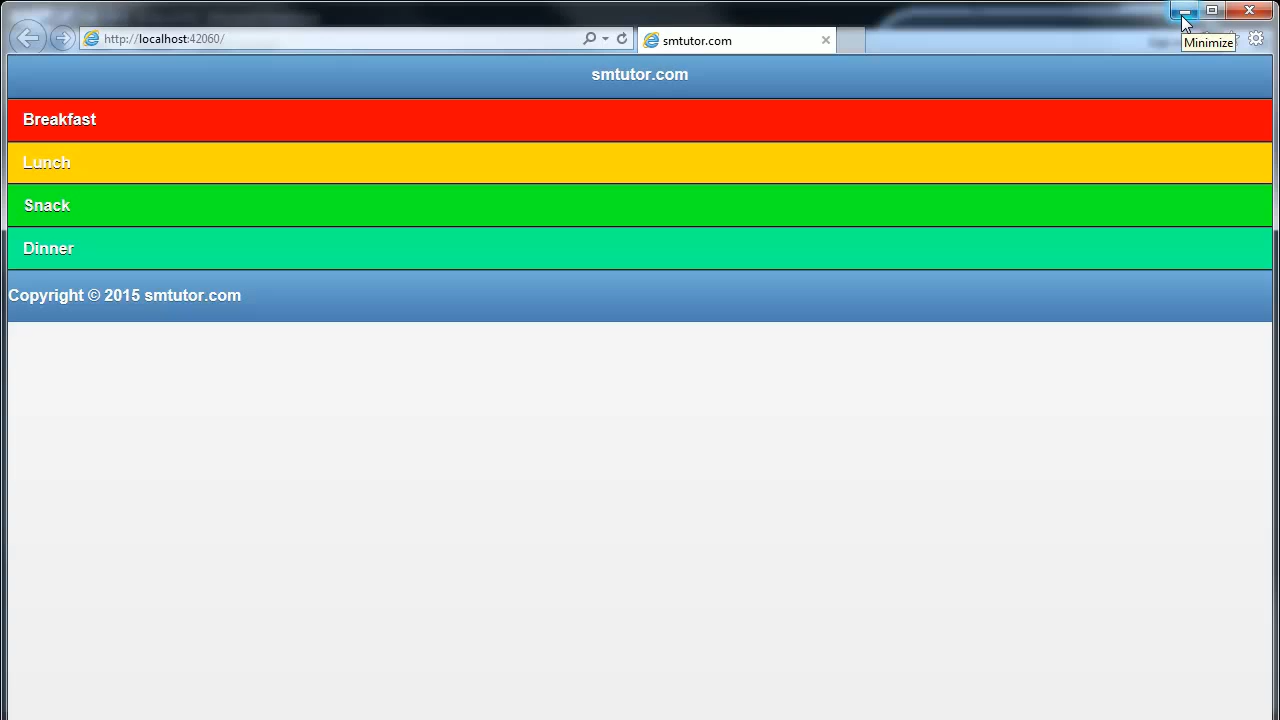 http://localhost:42060/
smtutor.com
Minimize
smtutor.com
Breakfast
Lunch
Snack
Dinner
Copyright © 2015 smtutor.com